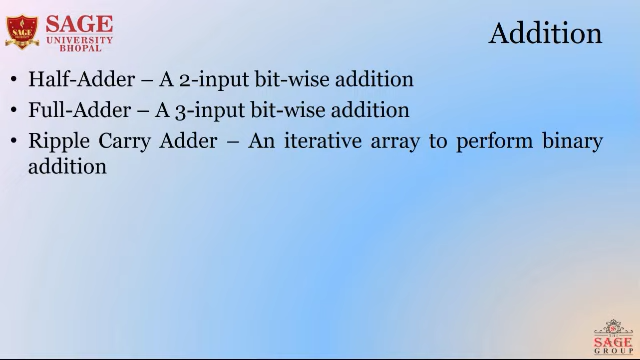 SAGE
UNIVERSITY
BHOPAL
Addition
• Half-Adder – A 2-input bit-wise addition
• Full-Adder – A 3-input bit-wise addition
• Ripple Carry Adder – An iterative array to perform binary
addition
SAGE
GROUP